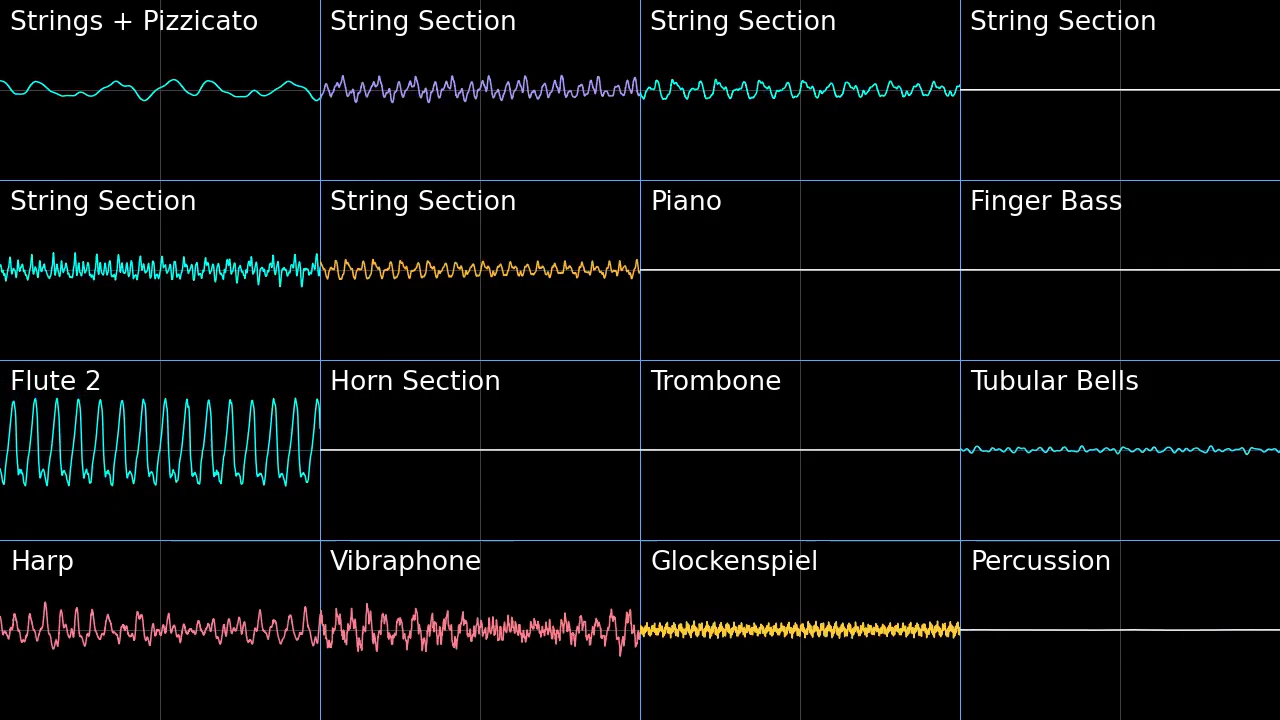 Strings + Pizzicato
String Section
String Section
String Section
String Section
String Section
Piano
Finger Bass
Flute 2
Horn Section
Trombone
Tubular Bells
Harp
Vibraphone
Glockenspiel
Percussion